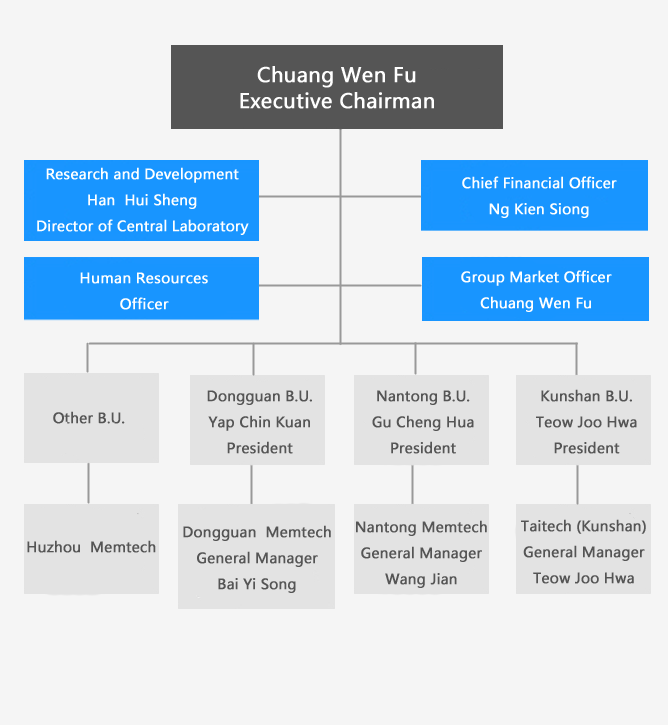 Chuang Wen Fu
Executive Chairman
Research and Development
Han Hui Sheng
Director of Central Laboratory
Chief Financial Officer
Ng Kien Siong
Human Resources
Officer
Group Market Officer
Chuang Wen Fu
Other B.U.
Dongguan B.U.
Yap Chin Kuan
President
Nantong B.U.
Gu Cheng Hua
President
Kunshan B.U.
Teow Joo Hwa
President
Huzhou Memtech
Dongguan Memtech
General Manager
Bai Yi Song
Nantong Memtech
General Manager
Wang Jian
Taitech (Kunshan)
General Manager
Teow Joo Hwa